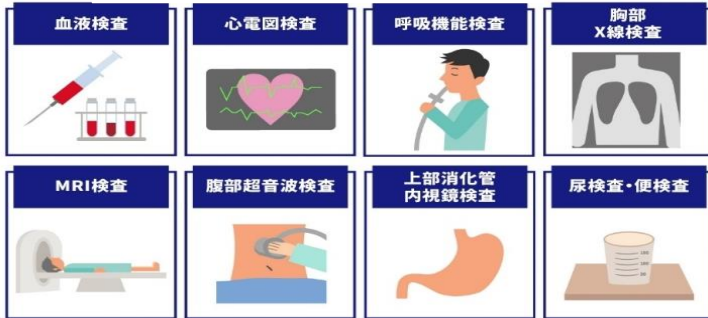 血液検査
心電図検査
呼吸機能検査
胸部
X線検査
MRI検査
腹部超音波検査
上部消化管
内視鏡検査
尿検査・便検査